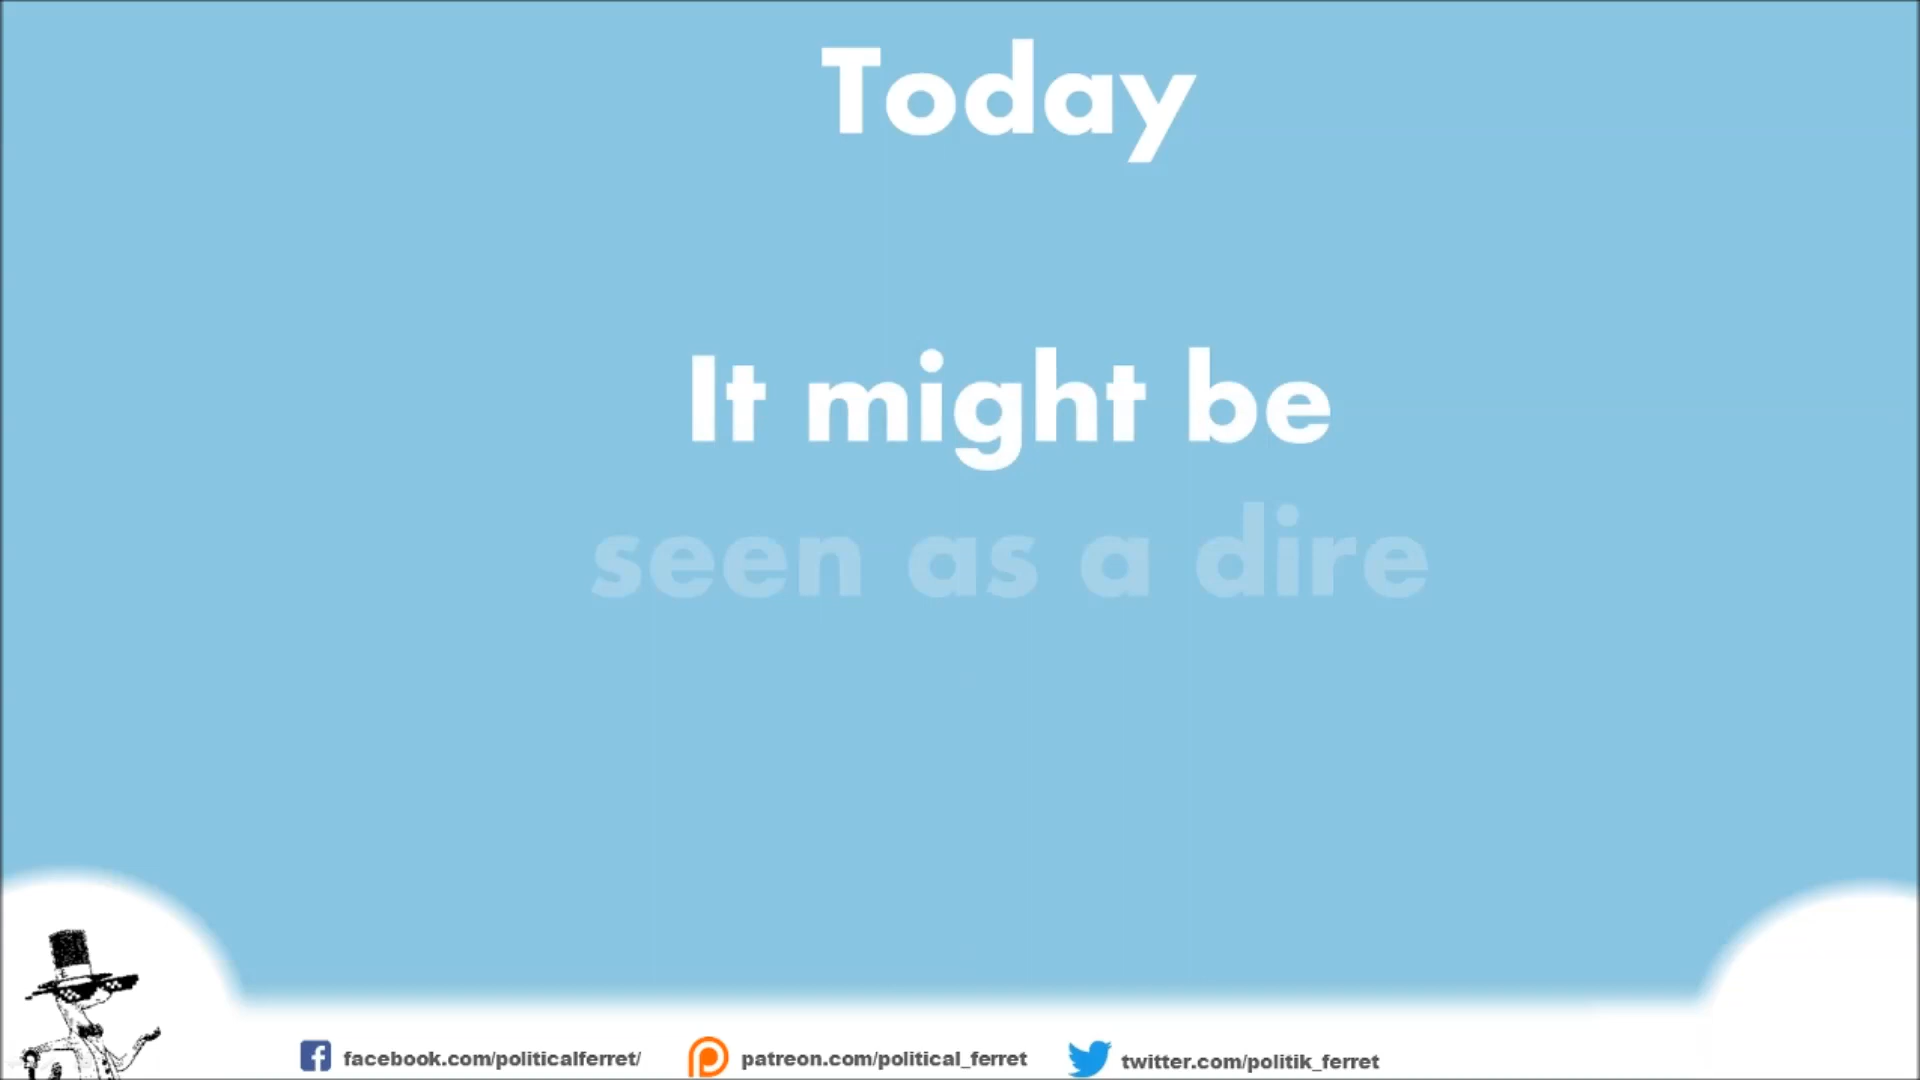 Today
It might be
seen as a dire
facebook.com/politicalferret/
patreon.com/political_ferret
twitter.com/politik_ferret